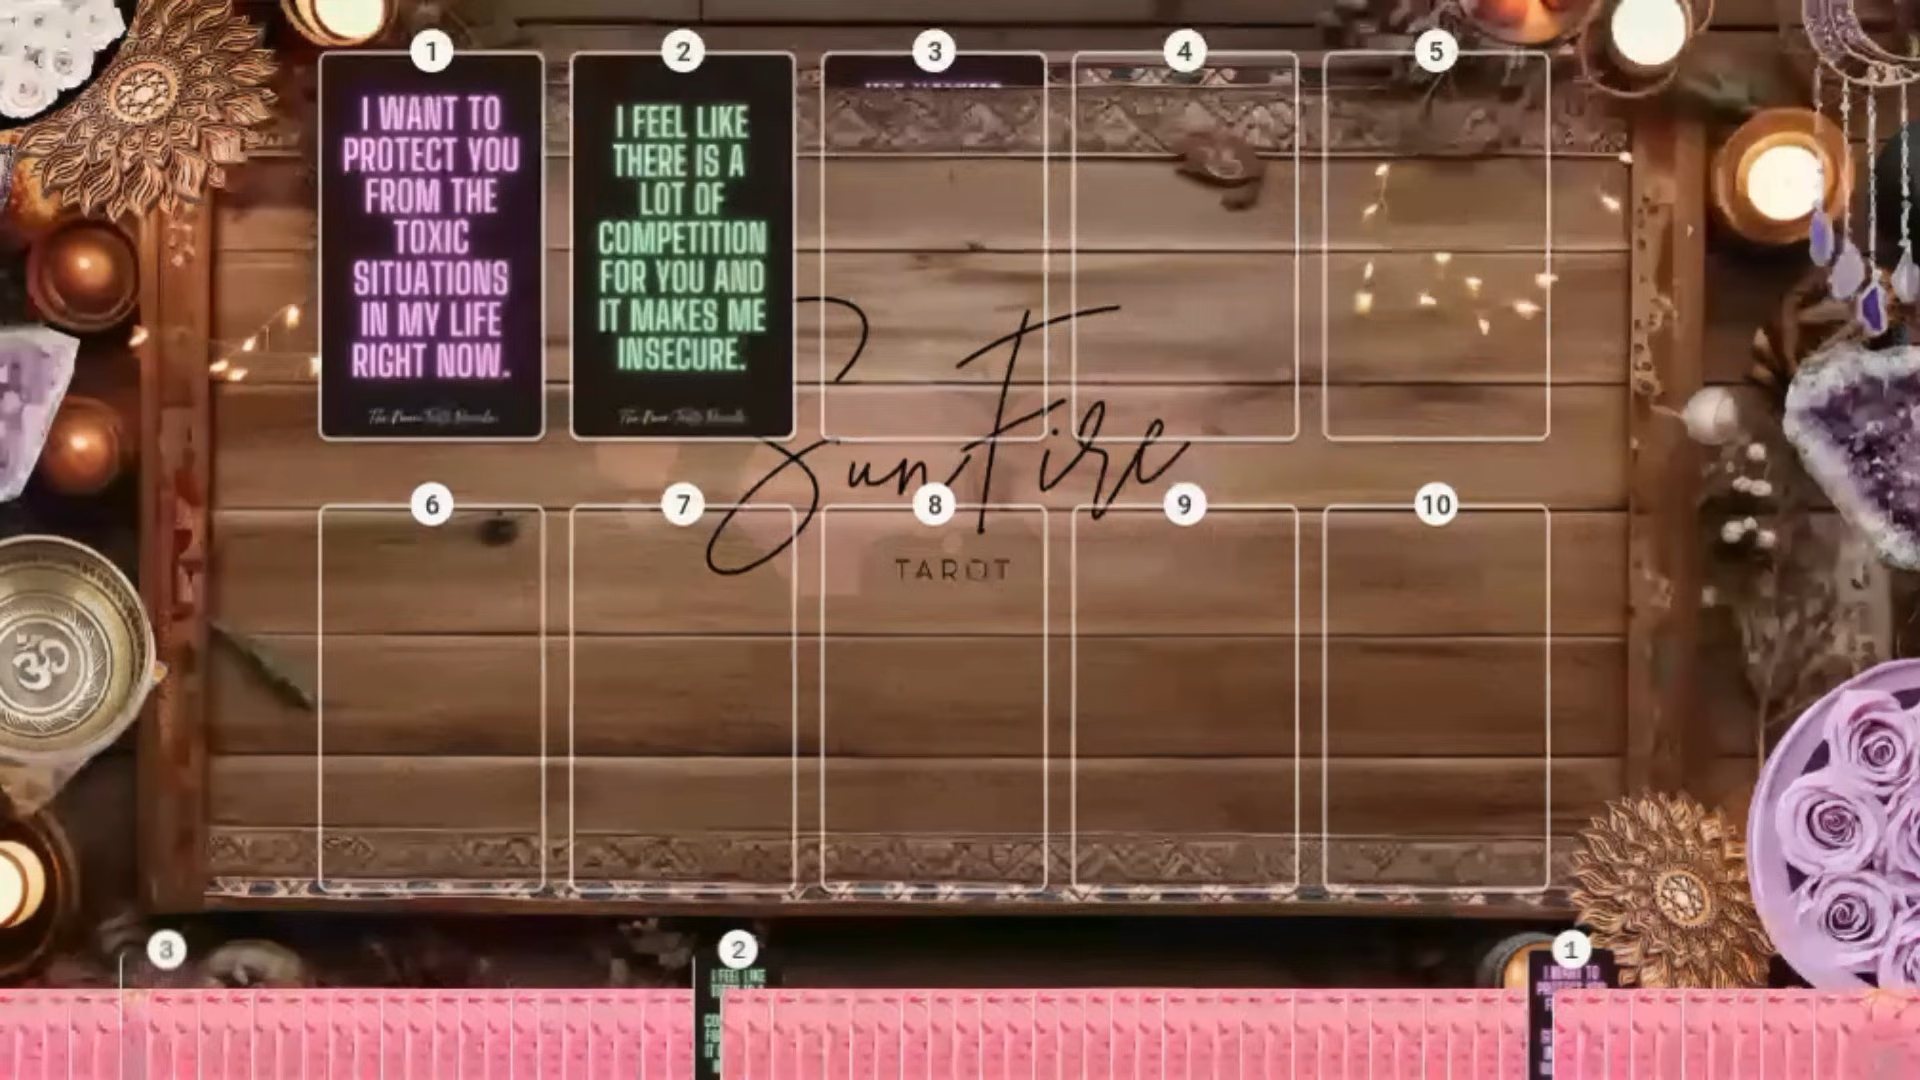 1
2
3
4
5
I WANT TO
PROTECT YOU
FROM THE
TOXIC
SITUATIONS
IN MY LIFE
RIGHT NOW.
I FEEL LIKE
THERE IS A
LOT OF
COMPETITION
FOR YOU AND
IT MAKES ME
INSECURE.
SunFire
TAROT
6
7
8
9
10
3
2
1
I FEEL LIKE